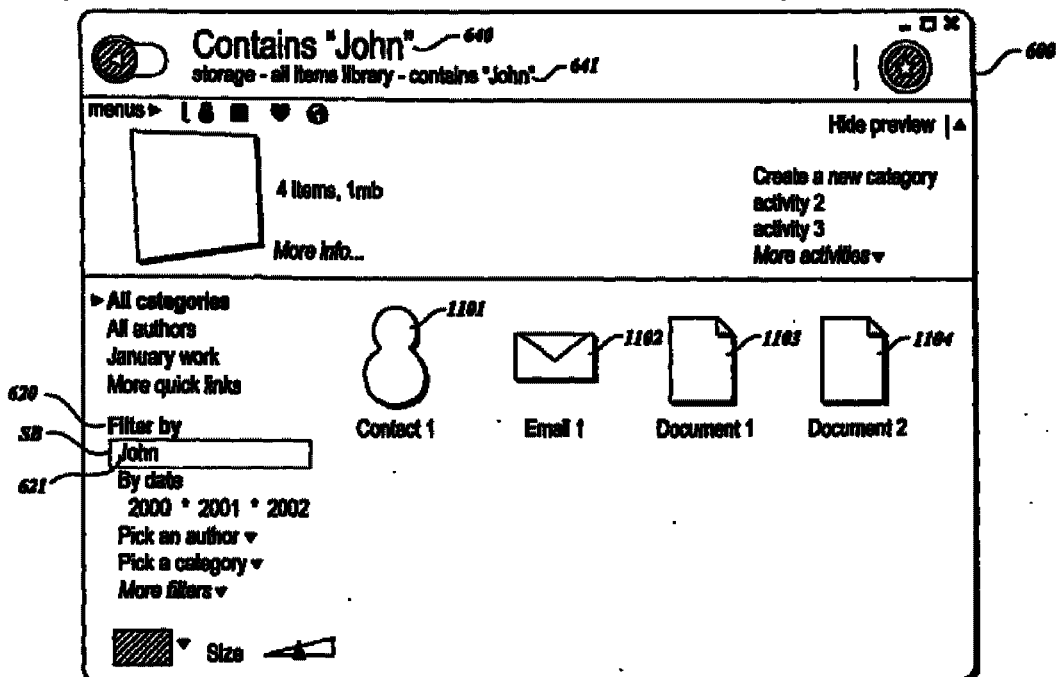 Contains "John" 640
storage - all items library - contains "John" 641
600
menus
Hide preview
4 items, 1mb
More info...
Create a new category
activity 2
activity 3
More activities
All categories
All authors
January work
More quick links
1101
1102
1103
1104
620
Filter by
Contact 1 Email 1 Document 1 Document 2
SB
John
621
By date
2000 * 2001 * 2002
Pick an author
Pick a category
More filters
Size